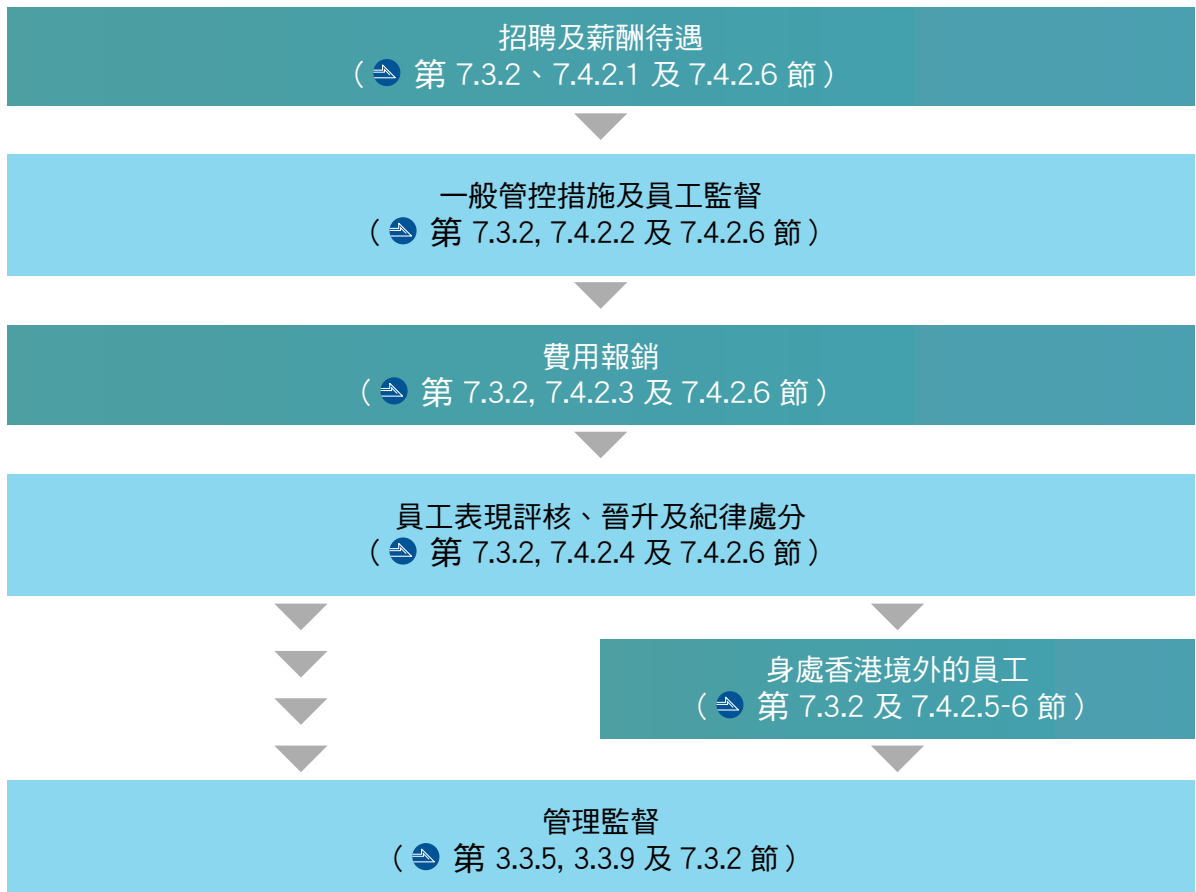 招聘及薪酬待遇
( 第 7.3.2、7.4.2.1 及 7.4.2.6 節 )
一般管控措施及員工監督
( 第 7.3.2, 7.4.2.2 及 7.4.2.6 節 )
費用報銷
( 第 7.3.2, 7.4.2.3 及 7.4.2.6 節 )
員工表現評核、晉升及紀律處分
( 第 7.3.2, 7.4.2.4 及 7.4.2.6 節 )
身處香港境外的員工
( 第 7.3.2 及 7.4.2.5-6 節 )
管理監督
( 第 3.3.5, 3.3.9 及 7.3.2 節 )